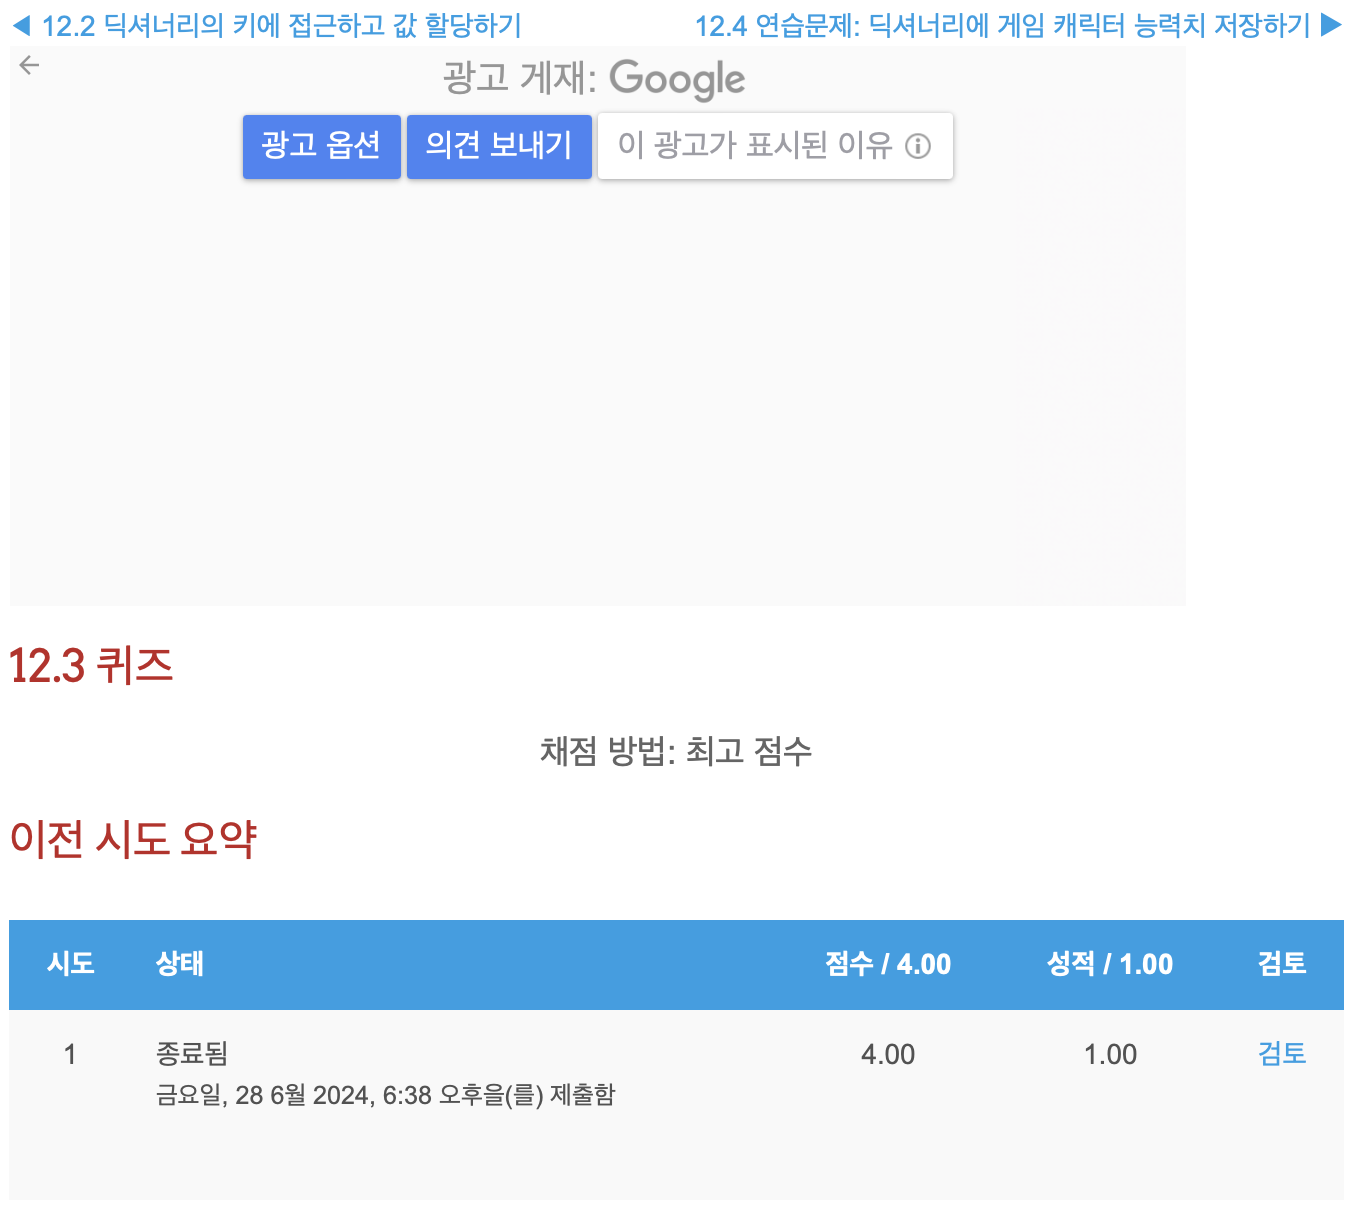 ◀ 12.2 딕셔너리의 키에 접근하고 값 할당하기
12.4 연습문제: 딕셔너리에 게임 캐릭터 능력치 저장하기 ▶
광고 게재: Google
광고 옵션
의견 보내기
이 광고가 표시된 이유
12.3 퀴즈
채점 방법: 최고 점수
이전 시도 요약
시도 상태 점수 / 4.00 성적 / 1.00 검토
1 종료됨 4.00 1.00 검토
금요일, 28 6월 2024, 6:38 오후을(를) 제출함